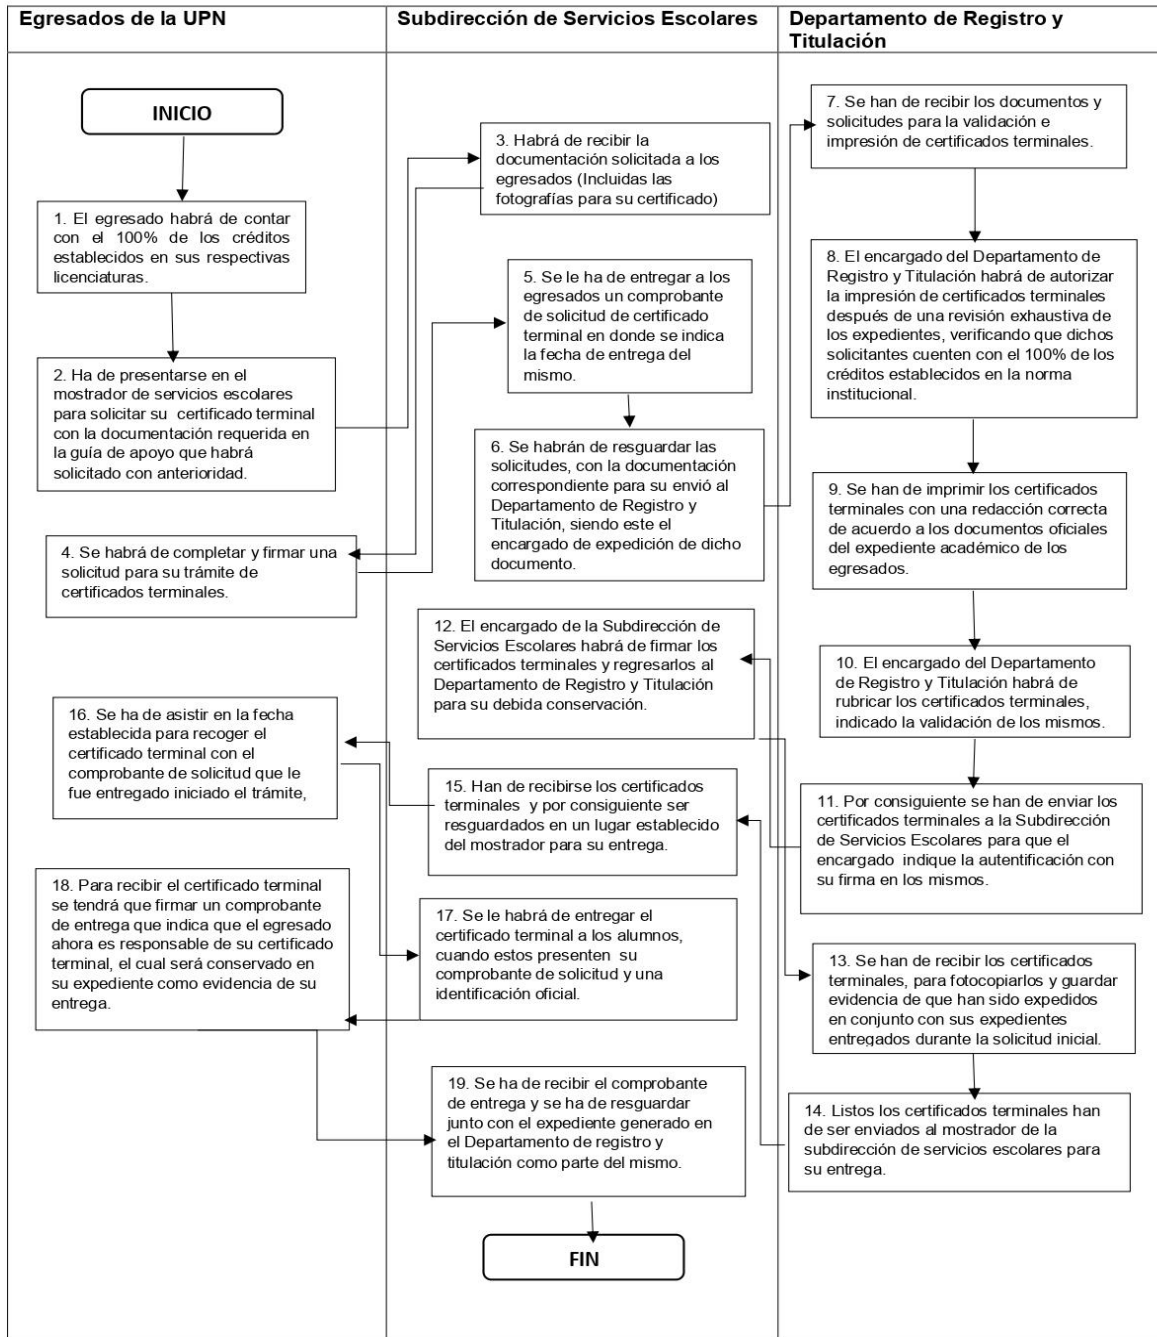 Egresados de la UPN
Subdirección de Servicios Escolares
Departamento de Registro y
Titulación
INICIO
1. El egresado habrá de contar
con el 100% de los créditos
establecidos en sus respectivas
licenciaturas.
2. Ha de presentarse en el
mostrador de servicios escolares
para solicitar su certificado terminal
con la documentación requerida en
la guía de apoyo que habrá
solicitado con anterioridad.
3. Habrá de recibir la
documentación solicitada a los
egresados (Incluidas las
fotografías para su certificado)
4. Se habrá de completar y firmar una
solicitud para su trámite de
certificados terminales.
5. Se le ha de entregar a los
egresados un comprobante
de solicitud de certificado
terminal en donde se indica
la fecha de entrega del
mismo.
6. Se habrán de resguardar las
solicitudes, con la documentación
correspondiente para su envió al
Departamento de Registro y
Titulación, siendo este el
encargado de expedición de dicho
documento.
7. Se han de recibir los documentos y
solicitudes para la validación e
impresión de certificados terminales.
8. El encargado del Departamento de
Registro y Titulación habrá de autorizar
la impresión de certificados terminales
después de una revisión exhaustiva de
los expedientes, verificando que dichos
solicitantes cuenten con el 100% de los
créditos establecidos en la norma
institucional.
9. Se han de imprimir los certificados
terminales con una redacción correcta
de acuerdo a los documentos oficiales
del expediente académico de los
egresados.
10. El encargado del Departamento
de Registro y Titulación habrá de
rubricar los certificados terminales,
indicado la validación de los mismos.
11. Por consiguiente se han de enviar los
certificados terminales a la Subdirección
de Servicios Escolares para que el
encargado indique la autentificación con
su firma en los mismos.
12. El encargado de la Subdirección de
Servicios Escolares habrá de firmar los
certificados terminales y regresarlos al
Departamento de Registro y Titulación
para su debida conservación.
13. Se han de recibir los certificados
terminales, para fotocopiarlos y guardar
evidencia de que han sido expedidos
en conjunto con sus expedientes
entregados durante la solicitud inicial.
14. Listos los certificados terminales han
de ser enviados al mostrador de la
subdirección de servicios escolares para
su entrega.
15. Han de recibirse los certificados
terminales y por consiguiente ser
resguardados en un lugar establecido
del mostrador para su entrega.
16. Se ha de asistir en la fecha
establecida para recoger el
certificado terminal con el
comprobante de solicitud que le
fue entregado iniciado el trámite,
17. Se le habrá de entregar el
certificado terminal a los alumnos,
cuando estos presenten su
comprobante de solicitud y una
identificación oficial.
18. Para recibir el certificado terminal
se tendrá que firmar un comprobante
de entrega que indica que el egresado
ahora es responsable de su certificado
terminal, el cual será conservado en
su expediente como evidencia de su
entrega.
19. Se ha de recibir el comprobante
de entrega y se ha de resguardar
junto con el expediente generado en
el Departamento de registro y
titulación como parte del mismo.
FIN